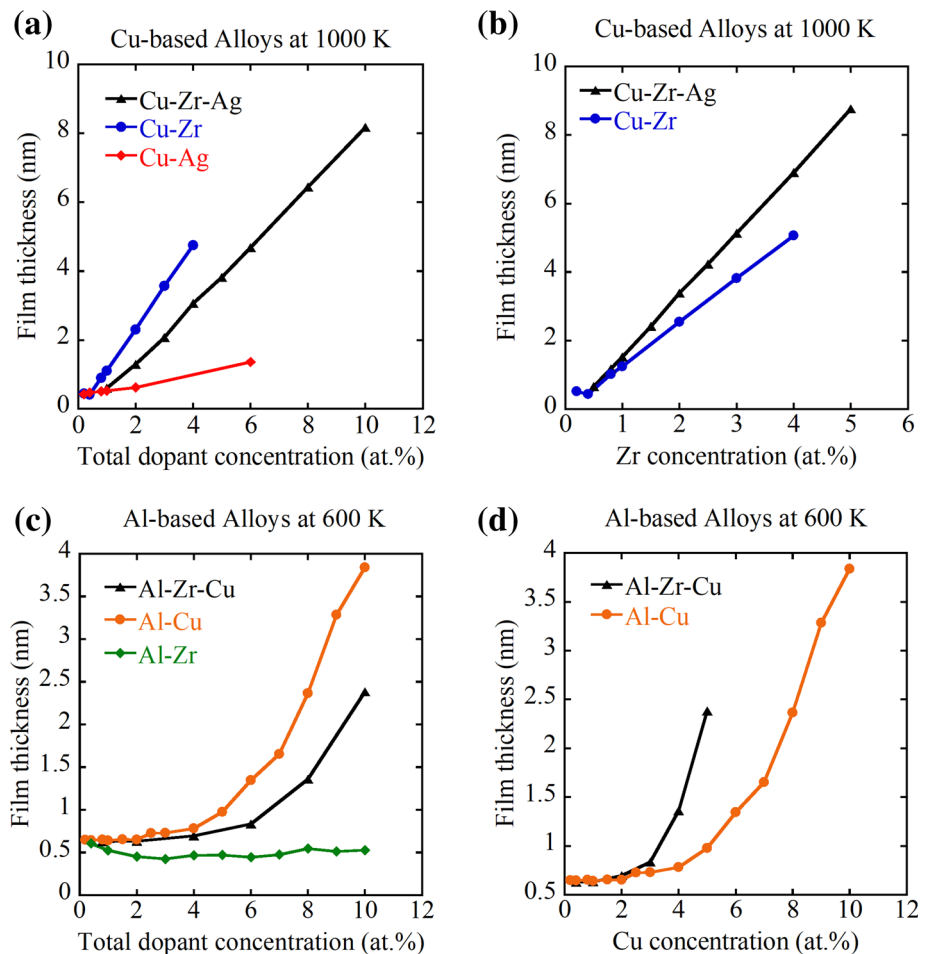 (a)
Cu-based Alloys at 1000 K
10
8
6
4
2
0
Film thickness (nm)
Cu-Zr-Ag
Cu-Zr
Cu-Ag
0 2 4 6 8 10 12
Total dopant concentration (at.%)
(b)
Cu-based Alloys at 1000 K
10
8
6
4
2
0
Film thickness (nm)
Cu-Zr-Ag
Cu-Zr
0 1 2 3 4 5 6
Zr concentration (at.%)
(c)
Al-based Alloys at 600 K
4
3.5
3
2.5
2
1.5
1
0.5
0
Film thickness (nm)
Al-Zr-Cu
Al-Cu
Al-Zr
0 2 4 6 8 10 12
Total dopant concentration (at.%)
(d)
Al-based Alloys at 600 K
4
3.5
3
2.5
2
1.5
1
0.5
Film thickness (nm)
Al-Zr-Cu
Al-Cu
0 2 4 6 8 10 12
Cu concentration (at.%)